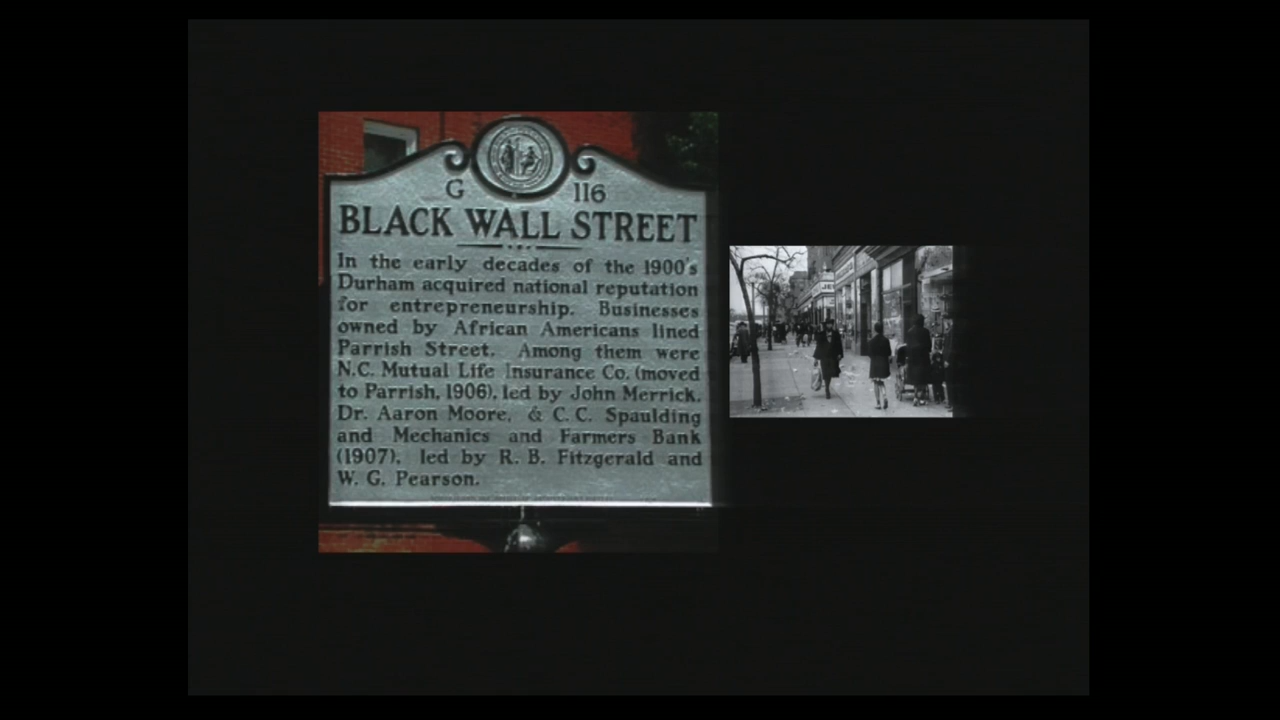 G 116
BLACK WALL STREET
In the early decades of the 1900's
Durham acquired national reputation
for entrepreneurship. Businesses
owned by African Americans lined
Parrish Street. Among them were
N.C. Mutual Life Insurance Co. (moved
to Parrish, 1906), led by John Merrick,
Dr. Aaron Moore, & C. C. Spaulding
and Mechanics and Farmers Bank
(1907), led by R. B. Fitzgerald and
W. G. Pearson.